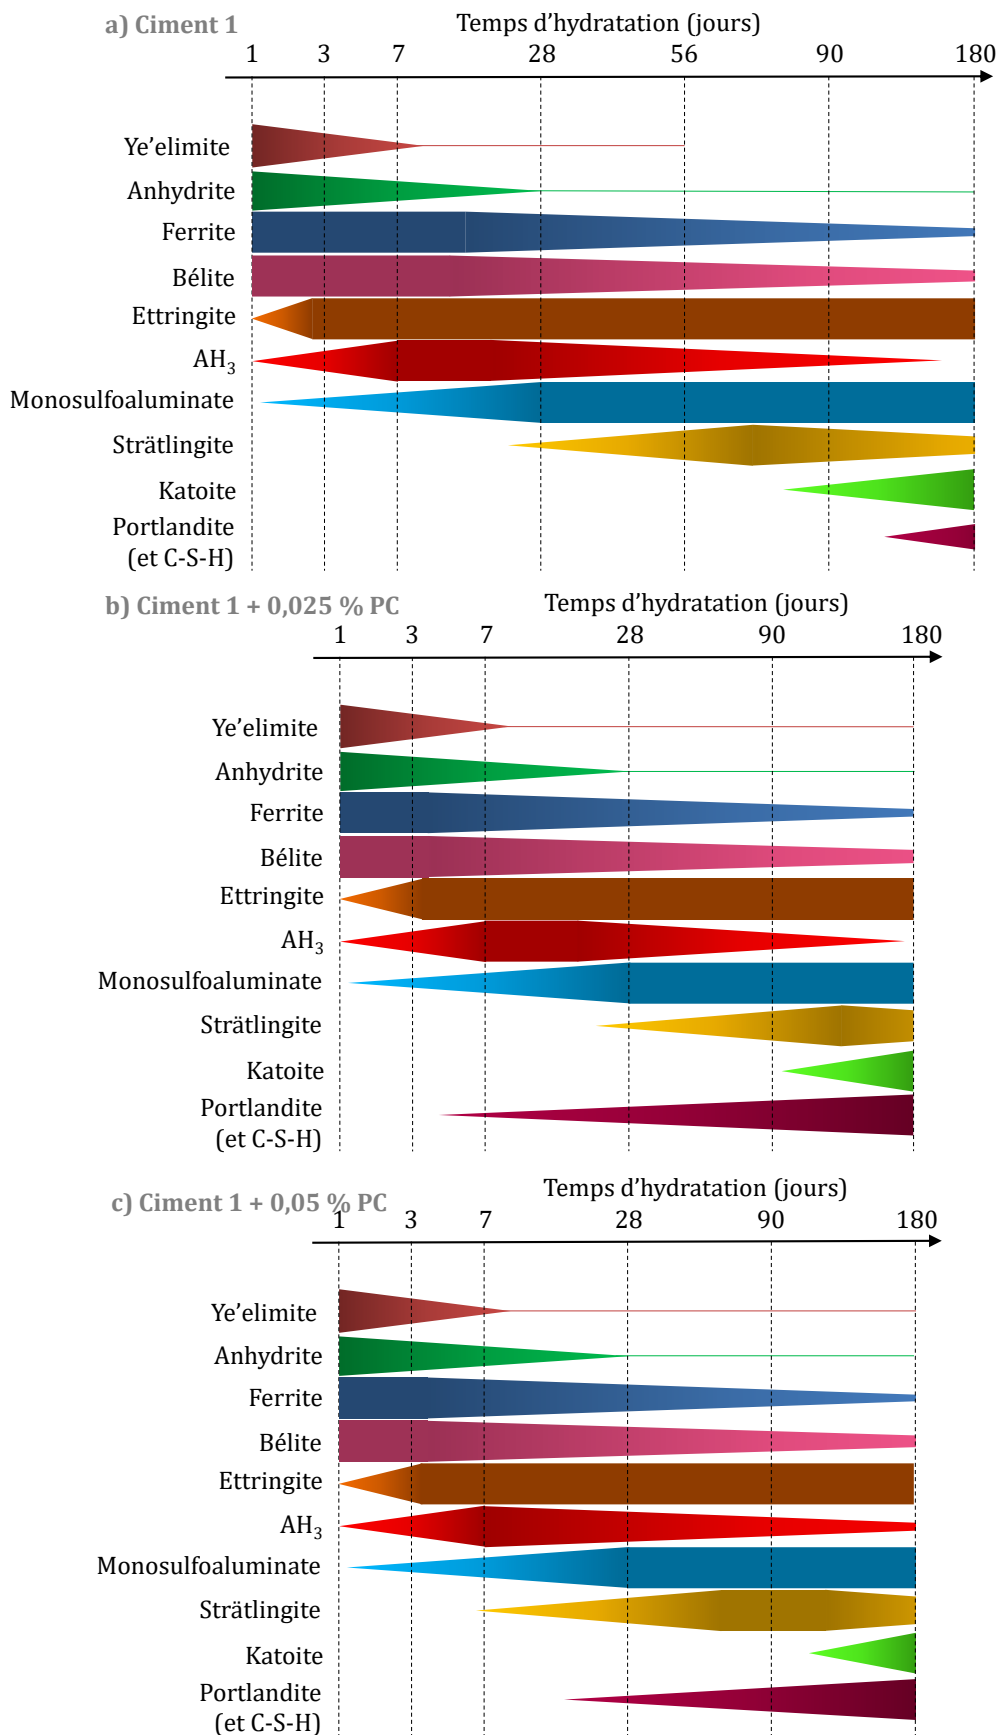 a) Ciment 1
Temps d’hydratation (jours)
1 3 7 28 56 90 180
Ye’elimite
Anhydrite
Ferrite
Bélite
Ettringite
AH₃
Monosulfoaluminate
Strätlingite
Katoite
Portlandite
(et C-S-H)
b) Ciment 1 + 0,025 % PC
Temps d’hydratation (jours)
1 3 7 28 90 180
Ye’elimite
Anhydrite
Ferrite
Bélite
Ettringite
AH₃
Monosulfoaluminate
Strätlingite
Katoite
Portlandite
(et C-S-H)
c) Ciment 1 + 0,05 % PC
Temps d’hydratation (jours)
1 3 7 28 90 180
Ye’elimite
Anhydrite
Ferrite
Bélite
Ettringite
AH₃
Monosulfoaluminate
Strätlingite
Katoite
Portlandite
(et C-S-H)